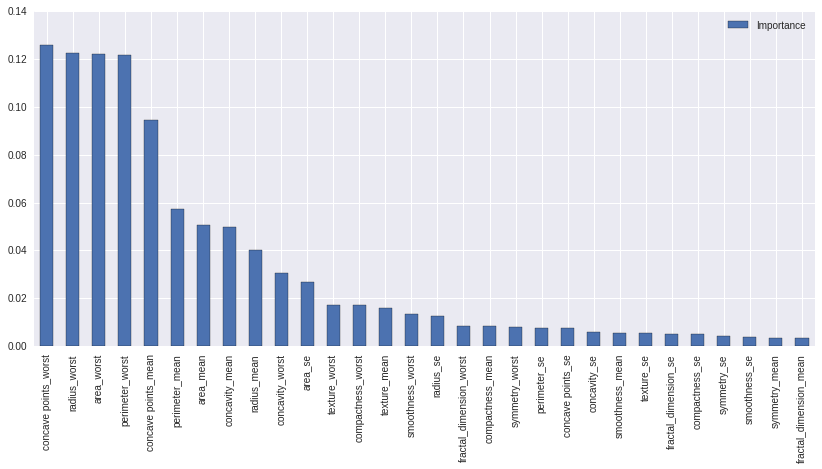 0.14
0.12
0.10
0.08
0.06
0.04
0.02
0.00
Importance
concave points_worst
radius_worst
area_worst
perimeter_worst
concave points_mean
perimeter_mean
area_mean
concavity_mean
radius_mean
concavity_worst
area_se
texture_worst
compactness_worst
texture_mean
smoothness_worst
radius_se
fractal_dimension_worst
compactness_mean
symmetry_worst
perimeter_se
concave points_se
concavity_se
smoothness_mean
texture_se
fractal_dimension_se
compactness_se
symmetry_se
smoothness_se
symmetry_mean
fractal_dimension_mean